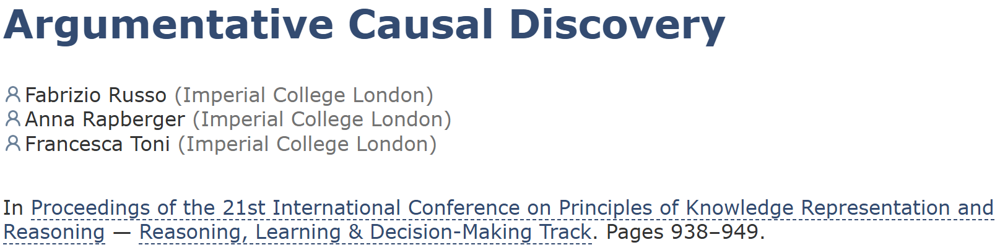 Argumentative Causal Discovery
Fabrizio Russo (Imperial College London)
Anna Rapberger (Imperial College London)
Francesca Toni (Imperial College London)
In Proceedings of the 21st International Conference on Principles of Knowledge Representation and
Reasoning — Reasoning, Learning & Decision-Making Track. Pages 938–949.